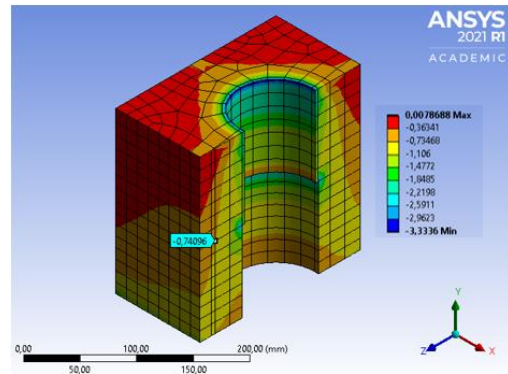 ANSYS
2021 R1
ACADEMIC
0,0078688 Max
-0,36341
-0,73468
-1,106
-1,4772
-1,8485
-2,2198
-2,5911
-2,9623
-3,3336 Min
-0,74096
Y
Z
X
0,00 100,00 200,00 (mm)
50,00 150,00